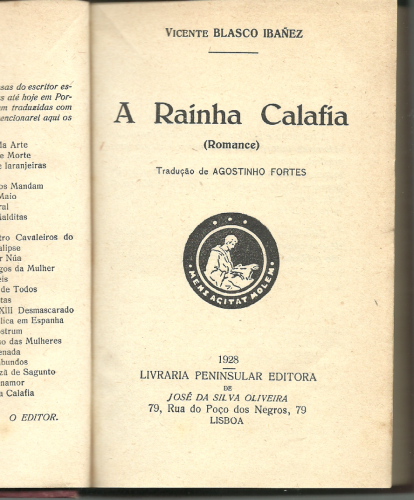 sas do escritor es-
s até hoje em Por-
em traduzidas com
encionarei aqui os
da Arte
e Morte
e laranjeiras
os Mandam
Maio
ral
Malditas
tro Cavaleiros do
alipse
r Núa
gos da Mulher
eis
de Todos
tas
XIII Desmascarado
lica em Espanha
ostrum
so das Mulheres
enada
bundos
zã de Sagunto
namor
a Calafia
O EDITOR.
VICENTE BLASCO IBAÑEZ
A Rainha Calafia
(Romance)
Tradução de AGOSTINHO FORTES
MENS AGITAT MOLEM
1928
LIVRARIA PENINSULAR EDITORA
DE
JOSÉ DA SILVA OLIVEIRA
79, Rua do Poço dos Negros, 79
LISBOA